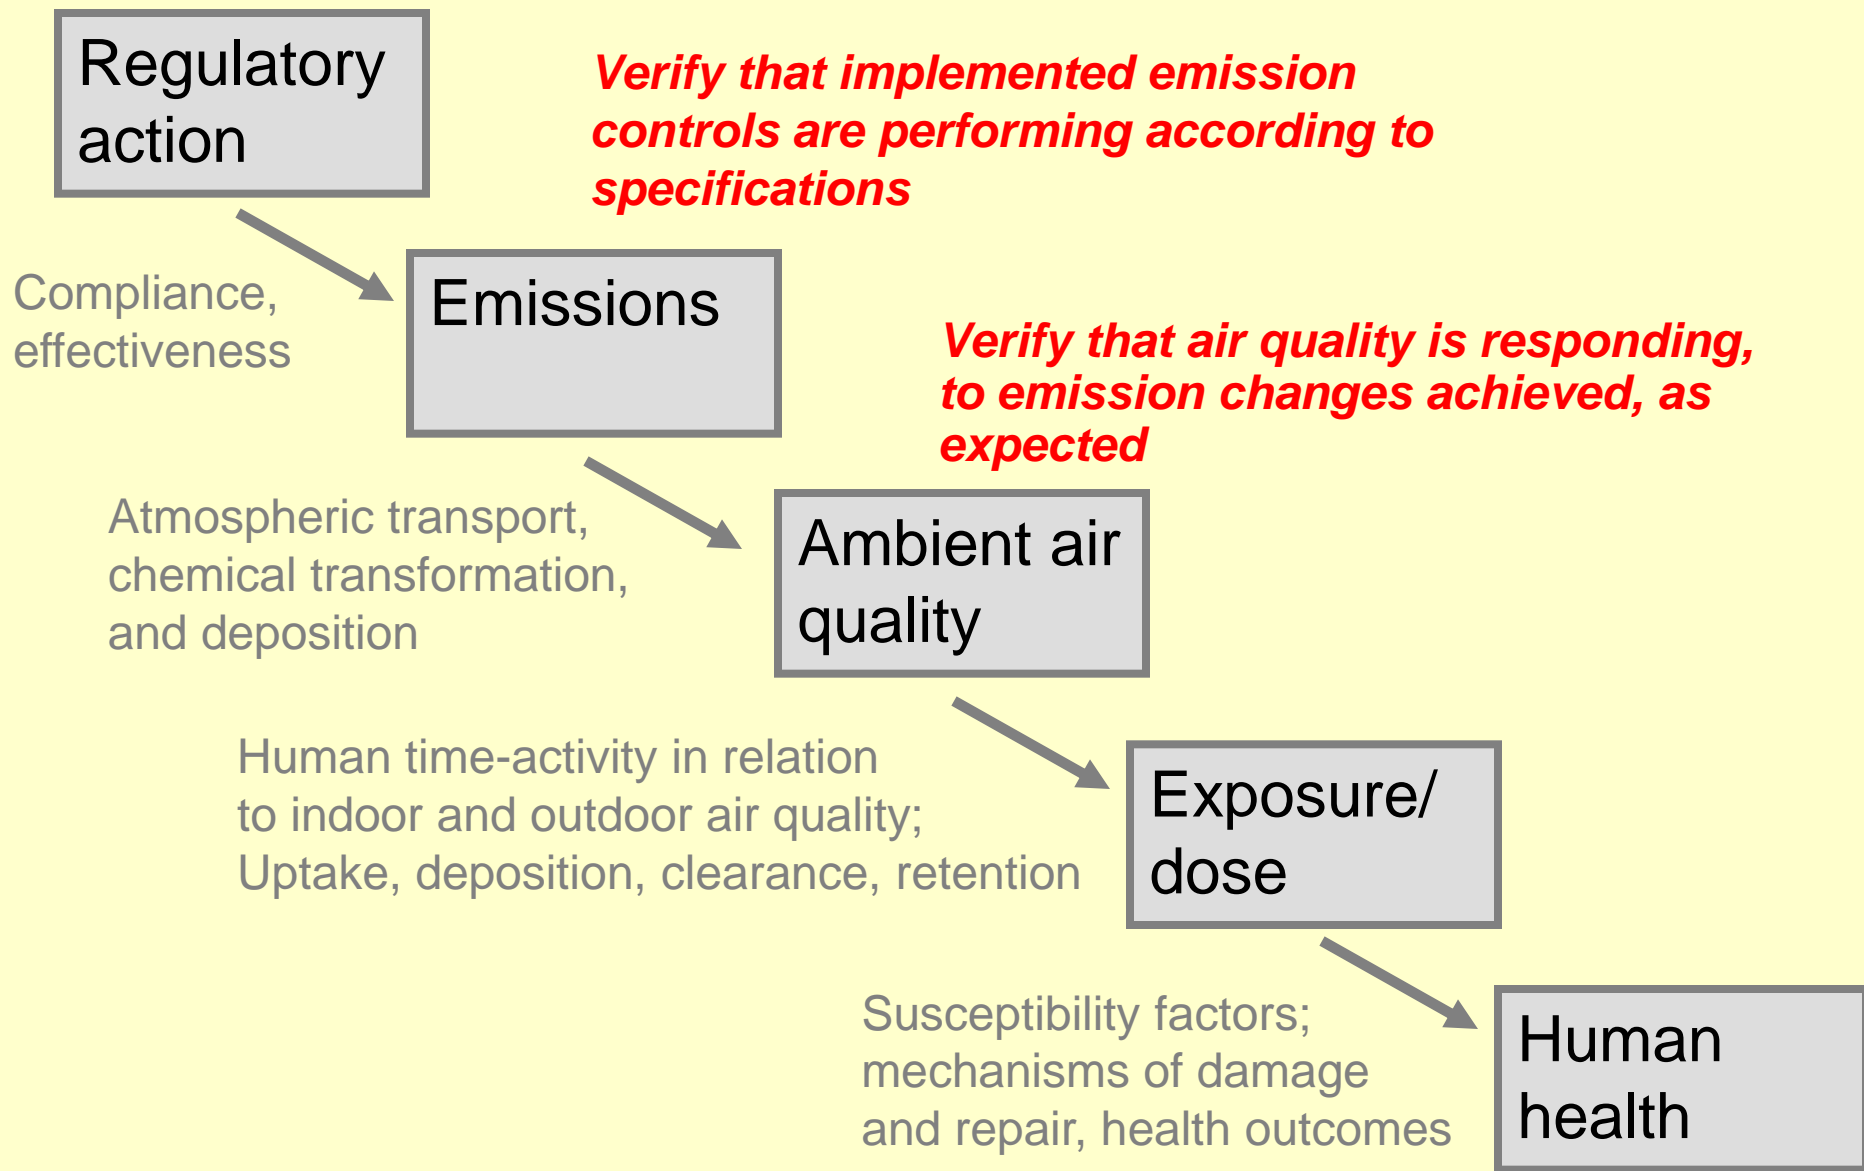 Regulatory
action
Verify that implemented emission
controls are performing according to
specifications
Compliance,
effectiveness
Emissions
Verify that air quality is responding,
to emission changes achieved, as
expected
Atmospheric transport,
chemical transformation,
and deposition
Ambient air
quality
Human time-activity in relation
to indoor and outdoor air quality;
Uptake, deposition, clearance, retention
Exposure/
dose
Susceptibility factors;
mechanisms of damage
and repair, health outcomes
Human
health